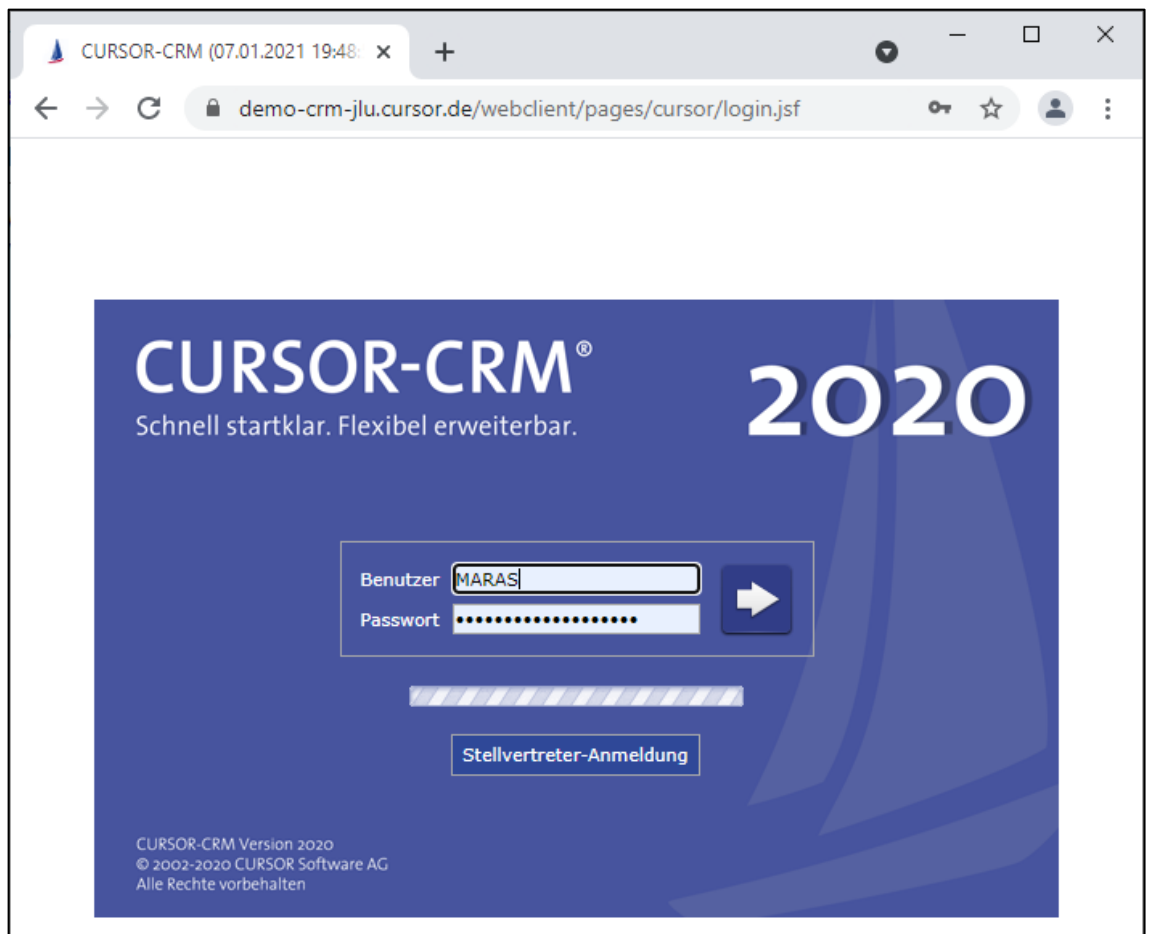 CURSOR-CRM (07.01.2021 19:48:
demo-crm-jlu.cursor.de/webclient/pages/cursor/login.jsf
CURSOR-CRM®
2020
Schnell startklar. Flexibel erweiterbar.
Benutzer MARAS
Passwort •••••••••••••••••••
Stellvertreter-Anmeldung
CURSOR-CRM Version 2020
© 2002-2020 CURSOR Software AG
Alle Rechte vorbehalten